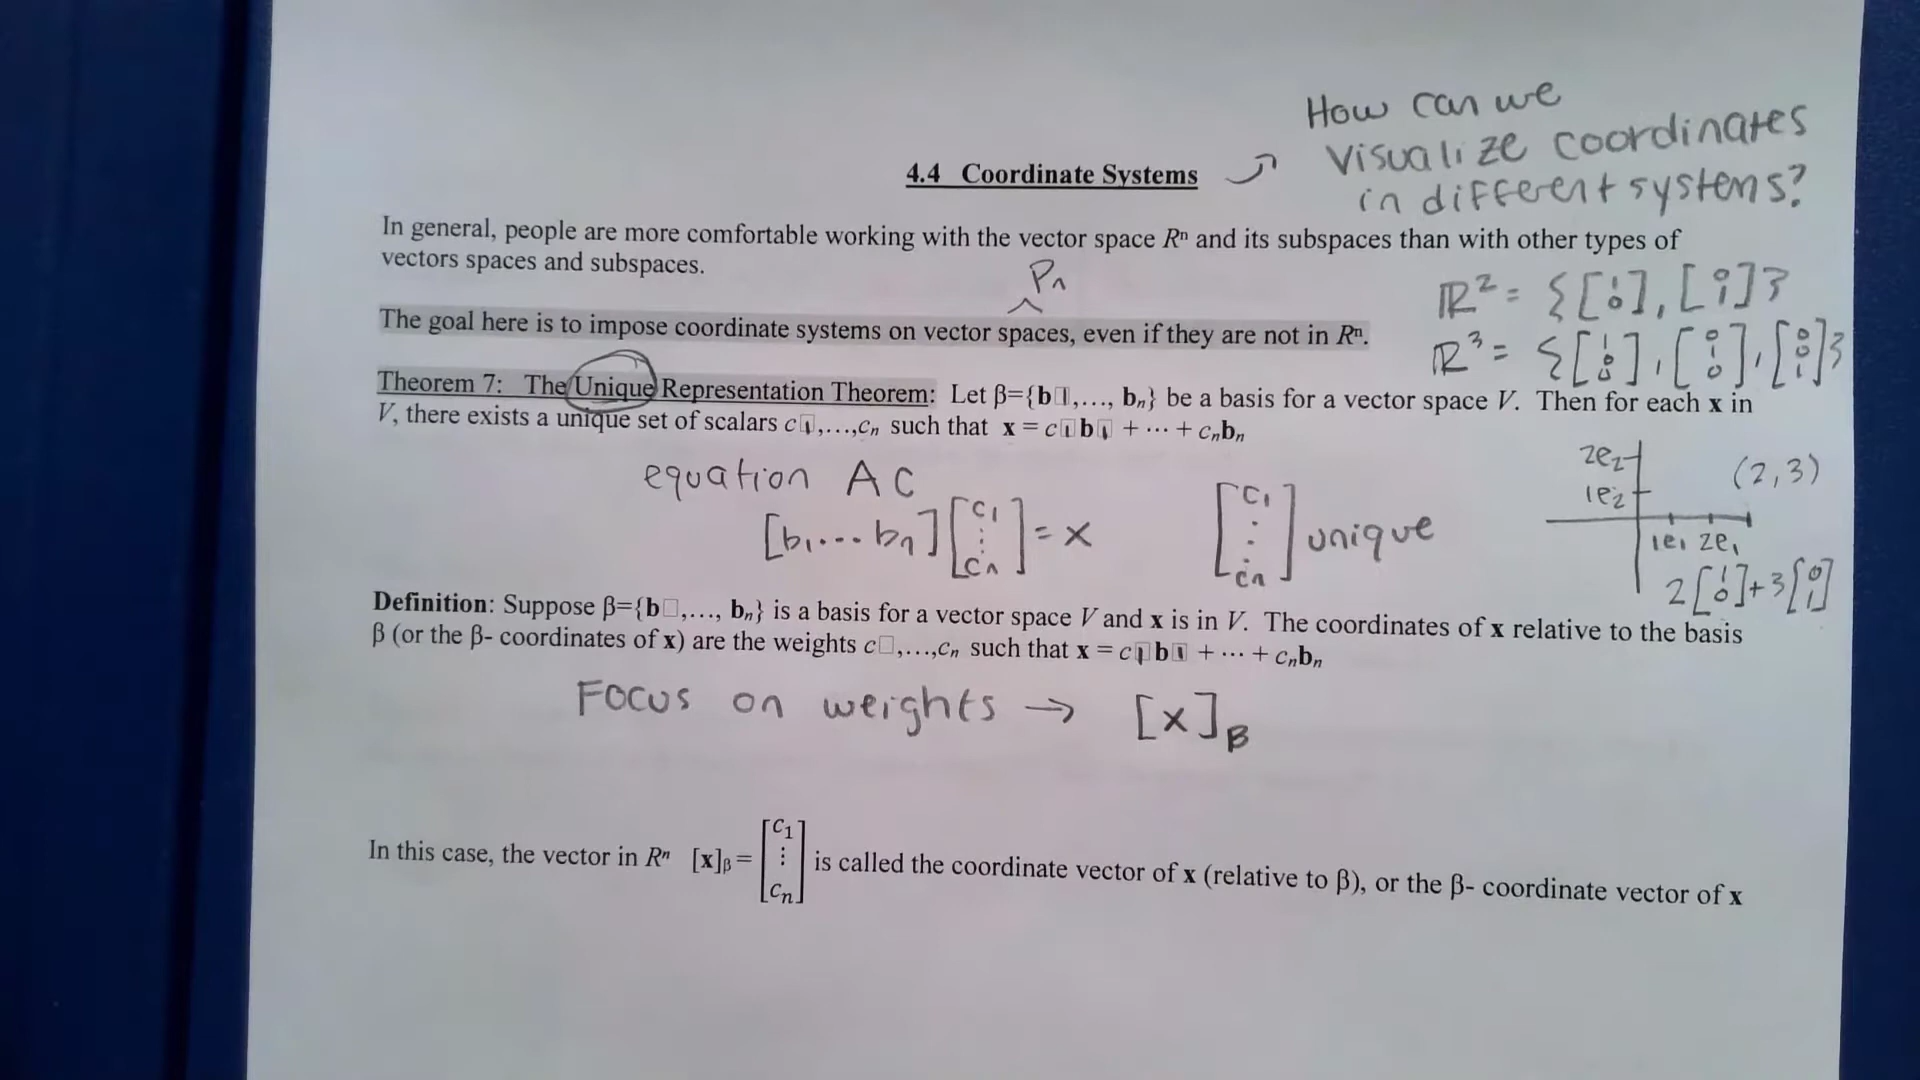 How can we
visualize coordinates
in different systems?
4.4 Coordinate Systems
In general, people are more comfortable working with the vector space Rⁿ and its subspaces than with other types of
vectors spaces and subspaces.
Pn
ℝ² = {[1 0], [0 1]}
The goal here is to impose coordinate systems on vector spaces, even if they are not in Rⁿ.
ℝ³ = {[1 0 0], [0 1 0], [0 0 1]}
Theorem 7: The Unique Representation Theorem: Let β={b□,…, bₙ} be a basis for a vector space V. Then for each x in
V, there exists a unique set of scalars c₁,…,cₙ such that x = c₁b₁ + ⋯ + cₙbₙ
equation AC
[b₁... bₙ][c₁ ⋮ cₙ] = x
[c₁ ⋮ cₙ] unique
2e₂
1e₂
(2,3)
1e₁ 2e₁
2[1 0]+3[0 1]
Definition: Suppose β={b□,…, bₙ} is a basis for a vector space V and x is in V. The coordinates of x relative to the basis
β (or the β- coordinates of x) are the weights c□,…,cₙ such that x = c₁b₁ + ⋯ + cₙbₙ
Focus on weights → [x]β
In this case, the vector in Rⁿ [x]β = [c₁ ⋮ cₙ] is called the coordinate vector of x (relative to β), or the β- coordinate vector of x